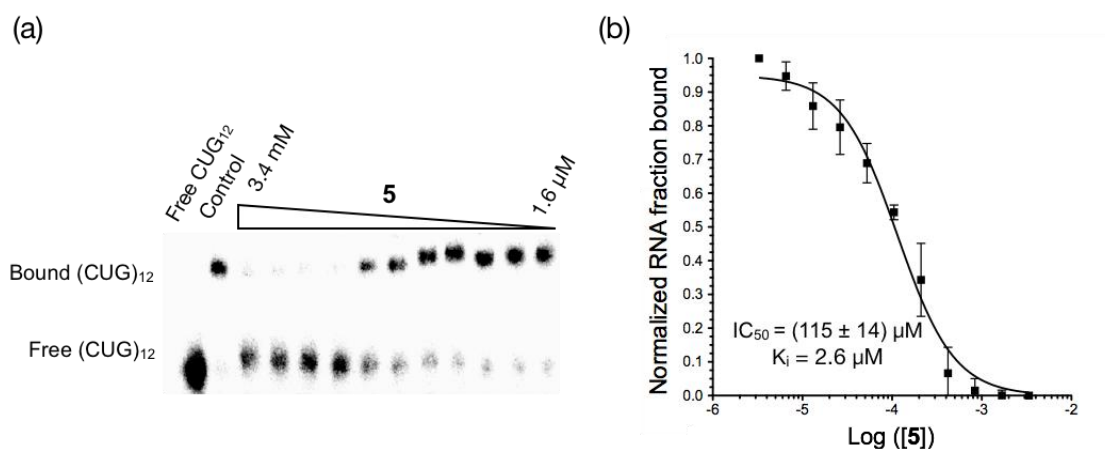 (a)
Free CUG₁₂
Control
3.4 mM
5
1.6 µM
Bound (CUG)₁₂
Free (CUG)₁₂
(b)
Normalized RNA fraction bound
1.0
0.9
0.8
0.7
0.6
0.5
0.4
0.3
0.2
0.1
0.0
IC₅₀ = (115 ± 14) µM
Kᵢ = 2.6 µM
-6 -5 -4 -3 -2
Log ([5])